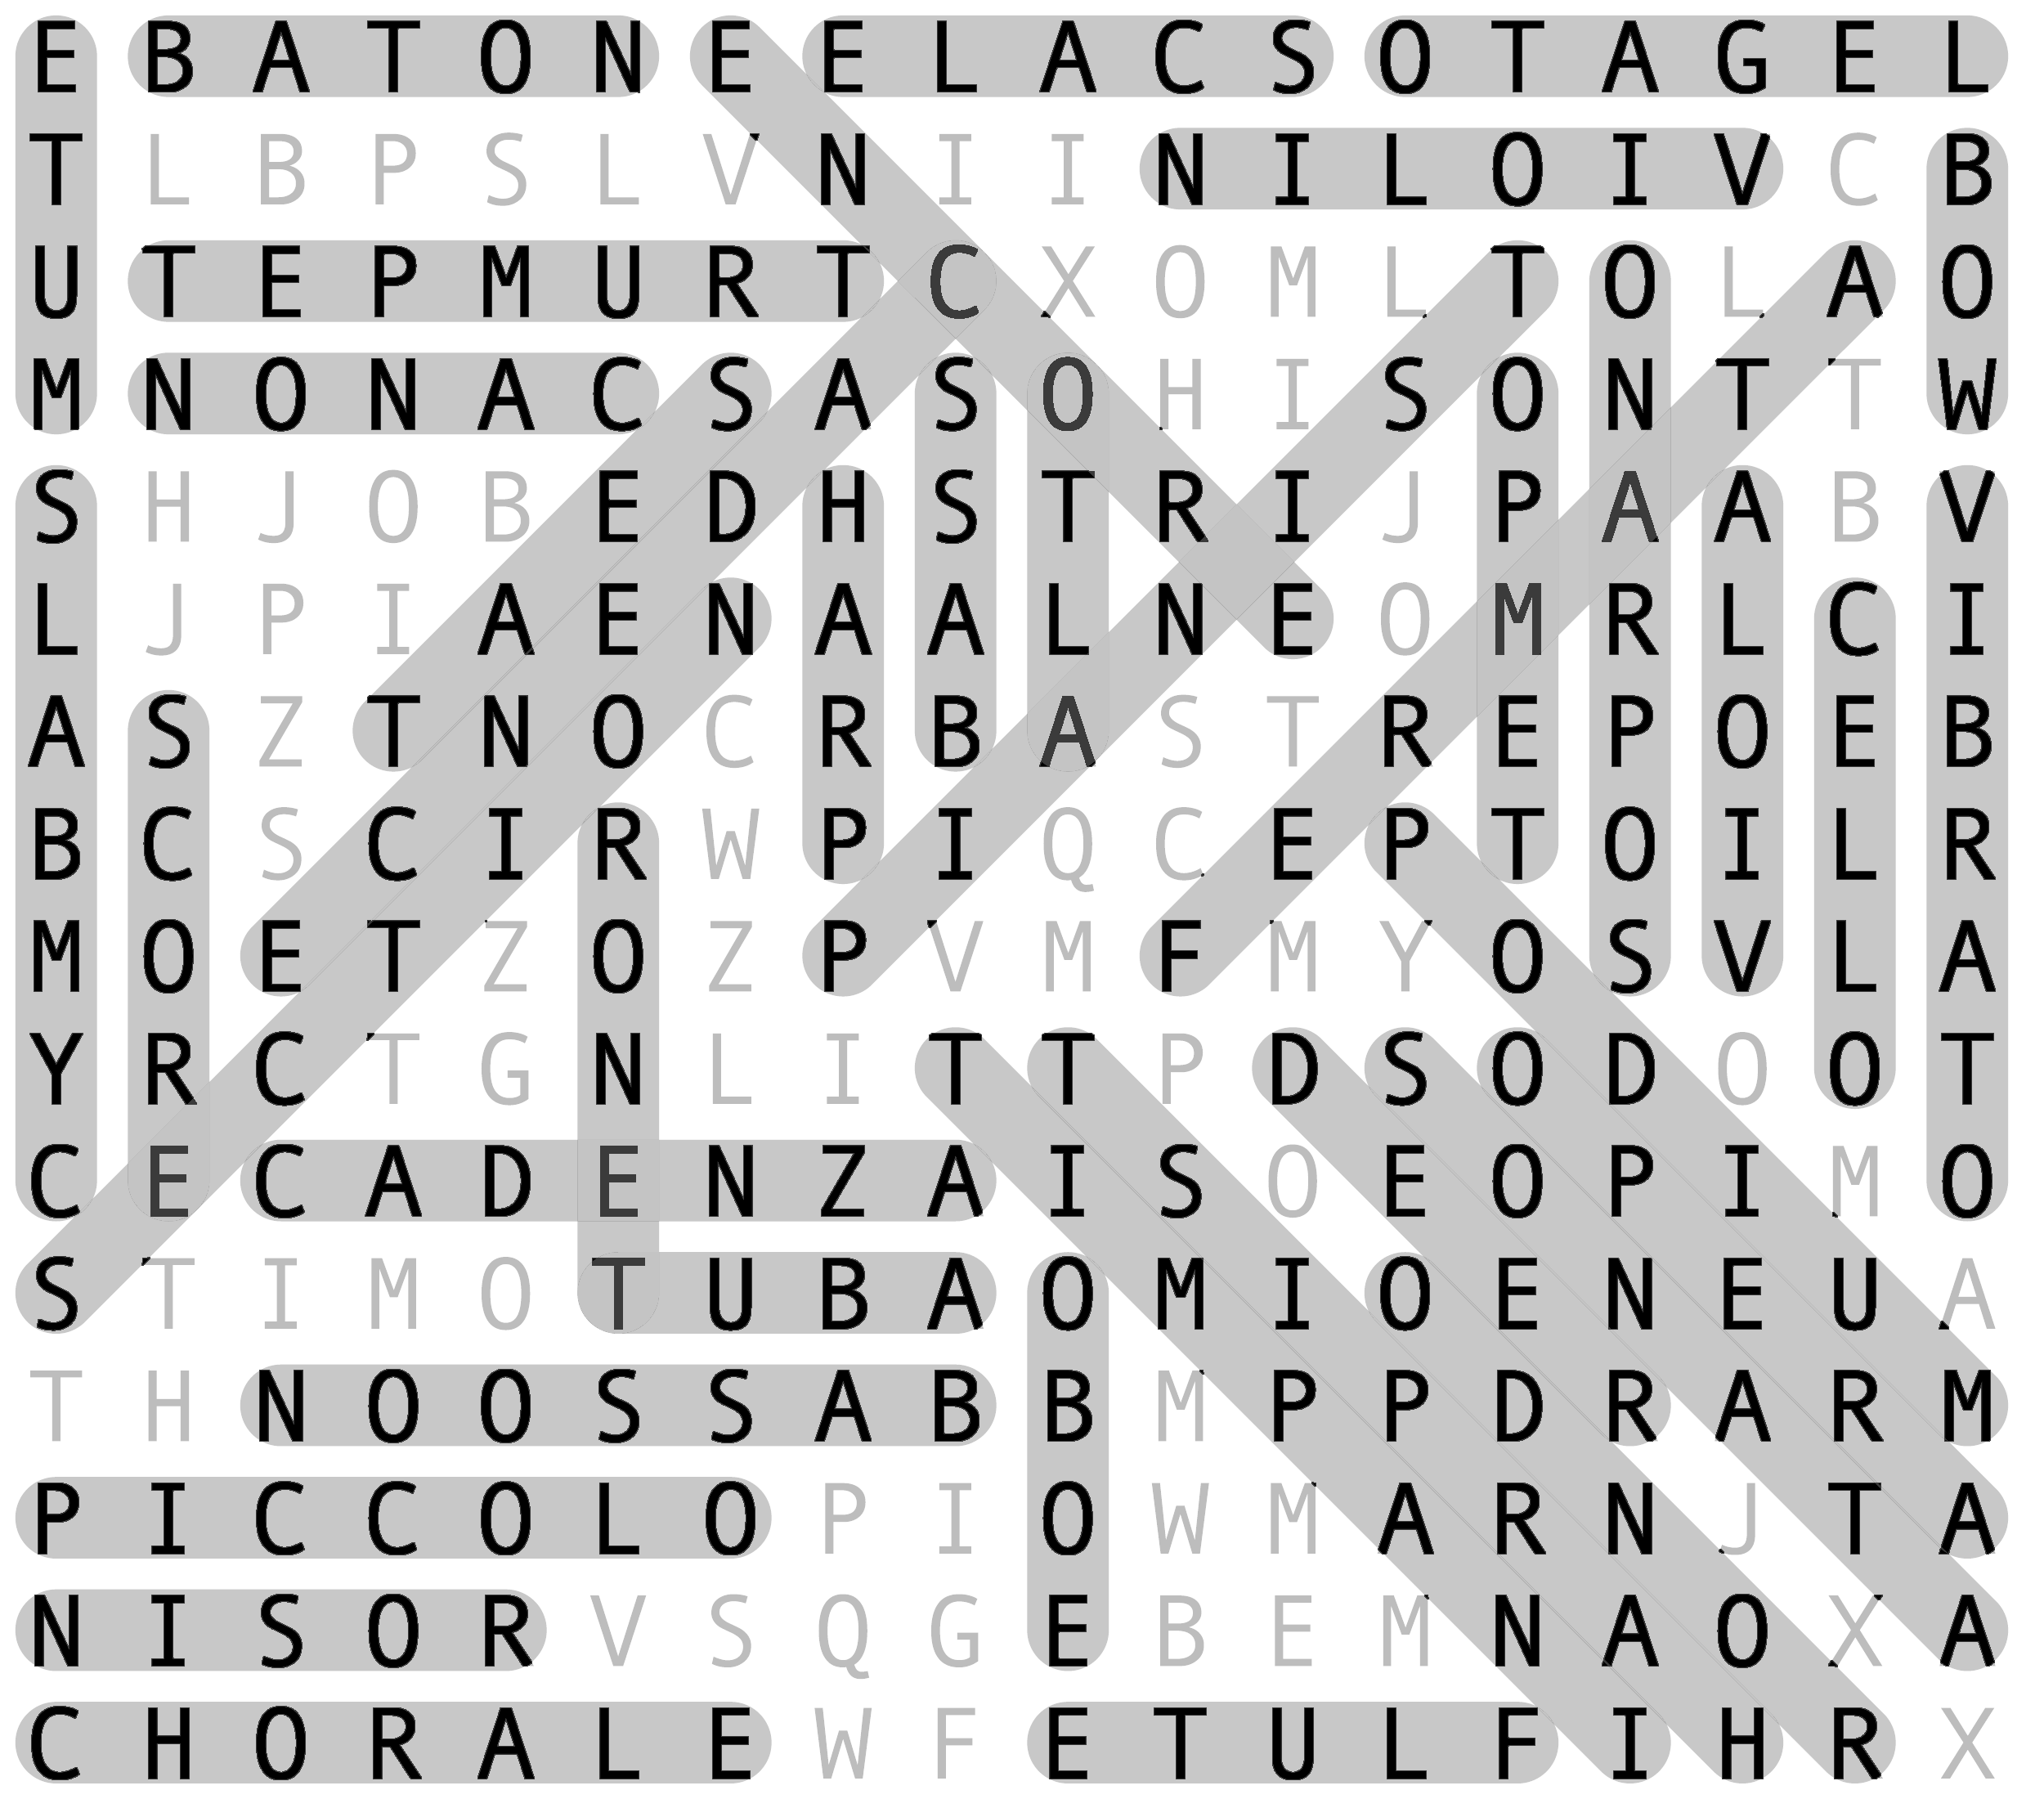 E B A T O N E E L A C S O T A G E L
T L B P S L V N I I N I L O I V C B
U T E P M U R T C X O M L T O L A O
M N O N A C S A S O H I S O N T T W
S H J O B E D H S T R I J P A A B V
L J P I A E N A A L N E O M R L C I
A S Z T N O C R B A S T R E P O E B
B C S C I R W P I Q C E P T O I L R
M O E T Z O Z P V M F M Y O S V L A
Y R C T G N L I T T P D S O D O O T
C E C A D E N Z A I S O E O P I M O
S T I M O T U B A O M I O E N E U A
T H N O O S S A B B M P P D R A R M
P I C C O L O P I O W M A R N J T A
N I S O R V S Q G E B E M N A O X A
C H O R A L E W F E T U L F I H R X